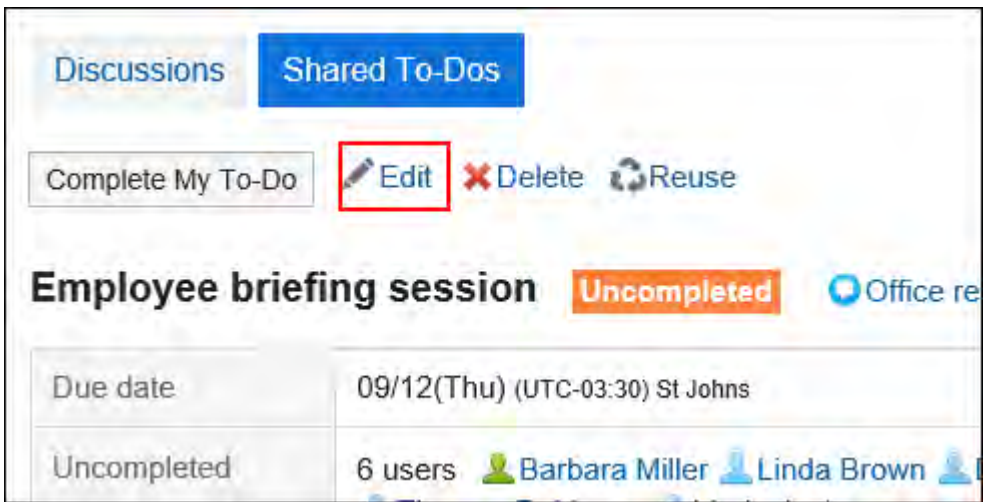 Discussions Shared To-Dos
Complete My To-Do Edit Delete Reuse
Employee briefing session Uncompleted Office re
Due date 09/12(Thu) (UTC-03:30) St Johns
Uncompleted 6 users Barbara Miller Linda Brown